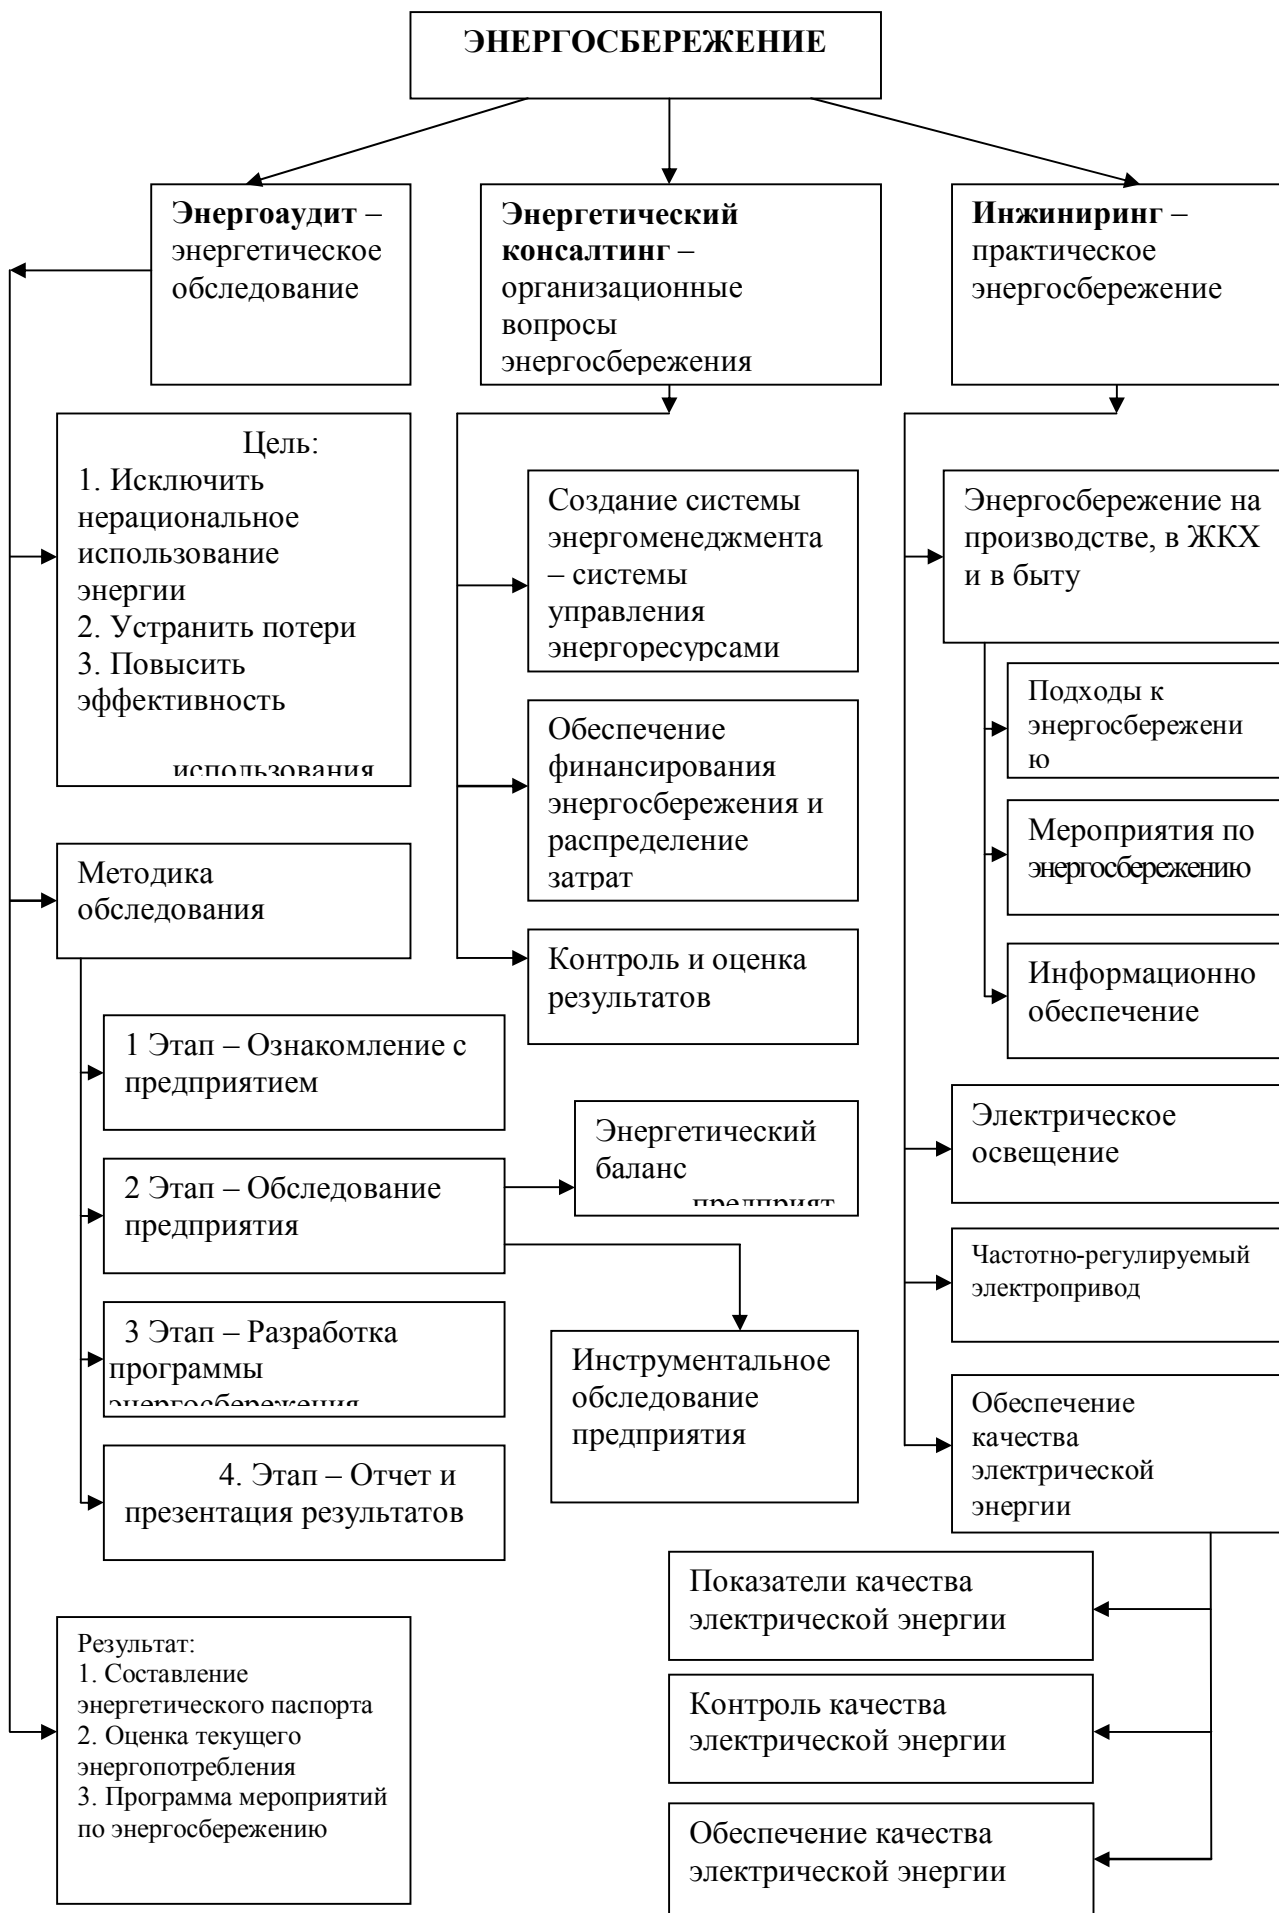 ЭНЕРГОСБЕРЕЖЕНИЕ
Энергоаудит –
энергетическое
обследование
Энергетический
консалтинг –
организационные
вопросы
энергосбережения
Инжиниринг –
практическое
энергосбережение
Цель:
1. Исключить
нерациональное
использование
энергии
2. Устранить потери
3. Повысить
эффективность
использования
Методика
обследования
1 Этап – Ознакомление с
предприятием
2 Этап – Обследование
предприятия
3 Этап – Разработка
программы
энергосбережения
4. Этап – Отчет и
презентация результатов
Результат:
1. Составление
энергетического паспорта
2. Оценка текущего
энергопотребления
3. Программа мероприятий
по энергосбережению
Создание системы
энергоменеджмента
– системы
управления
энергоресурсами
Обеспечение
финансирования
энергосбережения и
распределение
затрат
Контроль и оценка
результатов
Энергетический
баланс
предприят
Инструментальное
обследование
предприятия
Энергосбережение на
производстве, в ЖКХ
и в быту
Подходы к
энергосбережени
ю
Мероприятия по
энергосбережению
Информационно
обеспечение
Электрическое
освещение
Частотно-регулируемый
электропривод
Обеспечение
качества
электрической
энергии
Показатели качества
электрической энергии
Контроль качества
электрической энергии
Обеспечение качества
электрической энергии